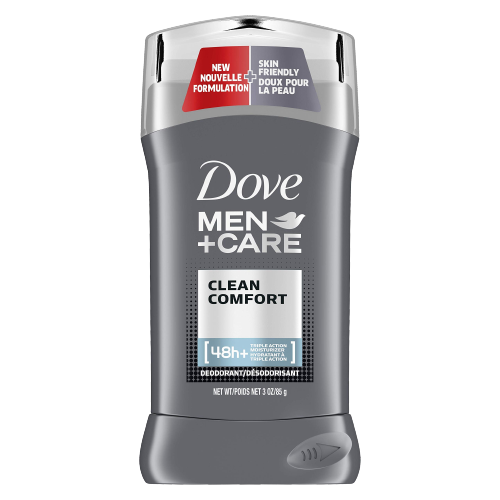 NEW
NOUVELLE
FORMULATION
+
SKIN
FRIENDLY
DOUX POUR
LA PEAU
Dove
MEN
+CARE
CLEAN
COMFORT
[48h+
TRIPLE ACTION
MOISTURIZER
HYDRATANT À
TRIPLE ACTION]
DEODORANT/DÉSODORISANT
NET WT/POIDS NET 3 OZ/85 g